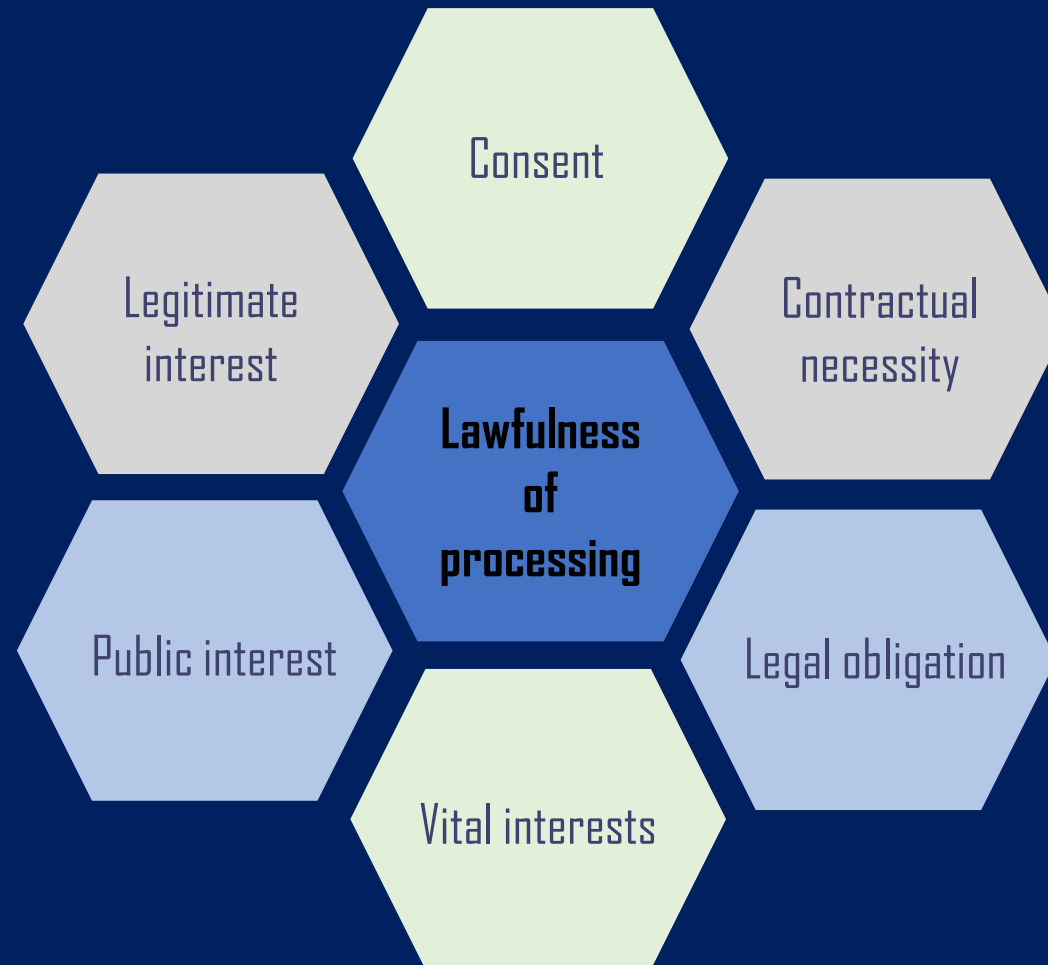 Consent
Legitimate
interest
Contractual
necessity
Lawfulness
of
processing
Public interest
Legal obligation
Vital interests